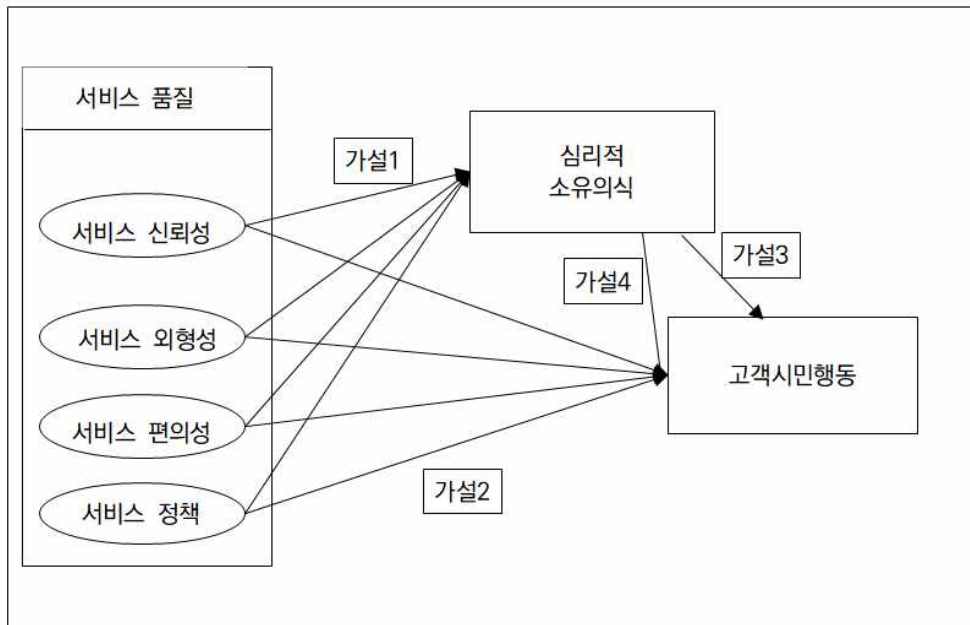 서비스 품질
가설1
심리적
소유의식
서비스 신뢰성
가설3
가설4
서비스 외형성
고객시민행동
서비스 편의성
가설2
서비스 정책